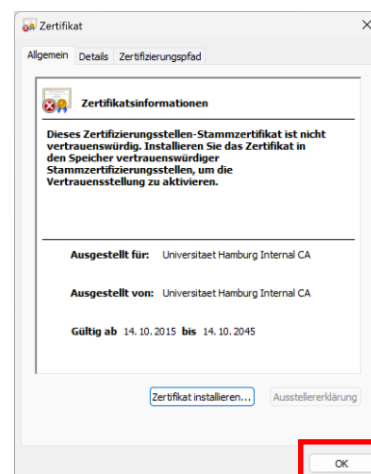 Zertifikat
Allgemein Details Zertifizierungspfad
Zertifikatsinformationen
Dieses Zertifizierungsstellen-Stammzertifikat ist nicht
vertrauenswürdig. Installieren Sie das Zertifikat in
den Speicher vertrauenswürdiger
Stammzertifizierungsstellen, um die
Vertrauensstellung zu aktivieren.
Ausgestellt für: Universitaet Hamburg Internal CA
Ausgestellt von: Universitaet Hamburg Internal CA
Gültig ab 14.10.2015 bis 14.10.2045
Zertifikat installieren... Ausstellererklärung
OK